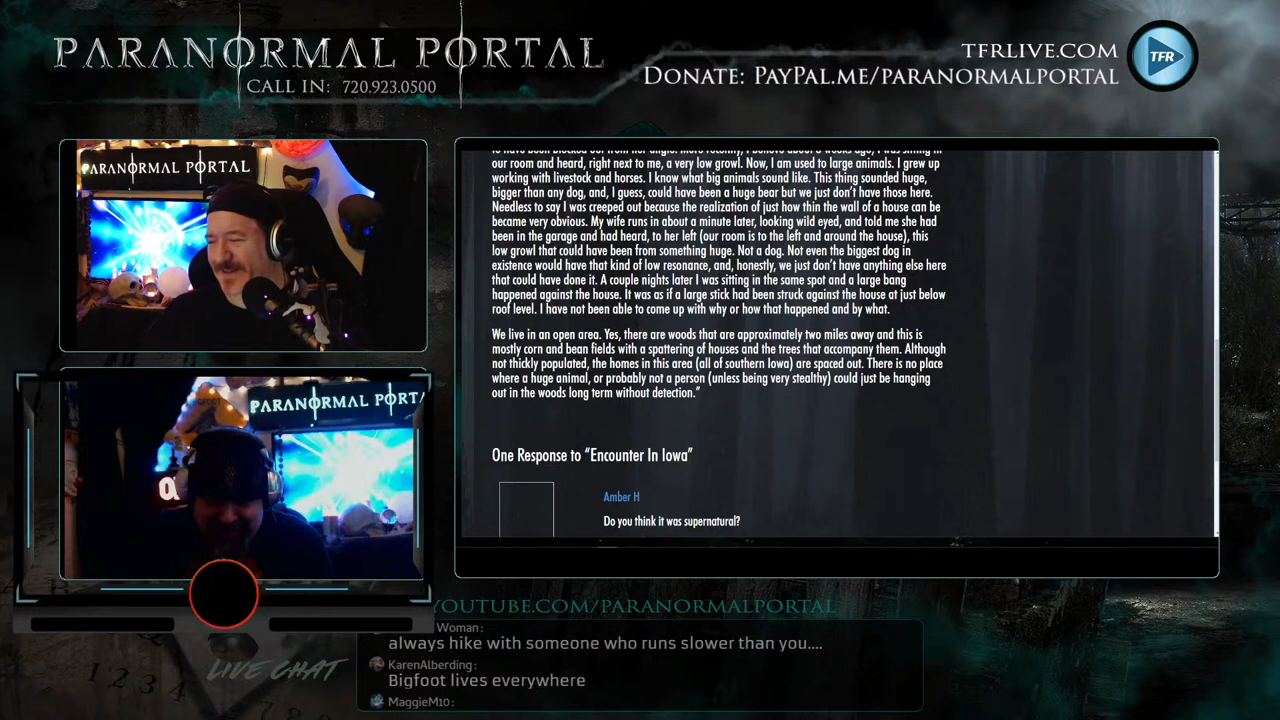 PARANORMAL PORTAL
CALL IN: 720.923.0500
TFRLIVE.COM
DONATE: PAYPAL.ME/PARANORMALPORTAL
TFR
PARANORMAL PORTAL
our room and heard, right next to me, a very low growl. Now, I am used to large animals. I grew up
working with livestock and horses. I know what big animals sound like. This thing sounded huge,
bigger than any dog, and, I guess, could have been a huge bear but we just don't have those here.
Needless to say I was creeped out because the realization of just how thin the wall of a house can be
became very obvious. My wife runs in about a minute later, looking wild eyed, and told me she had
been in the garage and had heard, to her left (our room is to the left and around the house), this
low growl that could have been from something huge. Not a dog. Not even the biggest dog in
existence would have that kind of low resonance, and, honestly, we just don't have anything else here
that could have done it. A couple nights later I was sitting in the same spot and a large bang
happened against the house. It was as if a large stick had been struck against the house at just below
roof level. I have not been able to come up with why or how that happened and by what.
We live in an open area. Yes, there are woods that are approximately two miles away and this is
mostly corn and bean fields with a spattering of houses and the trees that accompany them. Although
not thickly populated, the homes in this area (all of southern Iowa) are spaced out. There is no place
where a huge animal, or probably not a person (unless being very stealthy) could just be hanging
out in the woods long term without detection."
One Response to “Encounter In Iowa”
Amber H
Do you think it was supernatural?
PARANORMAL PORTA
YOUTUBE.COM/PARANORMALPORTAL
LIVE CHAT
1 2 3 4
Woman:
always hike with someone who runs slower than you....
KarenAlberding:
Bigfoot lives everywhere
MaggieM10: